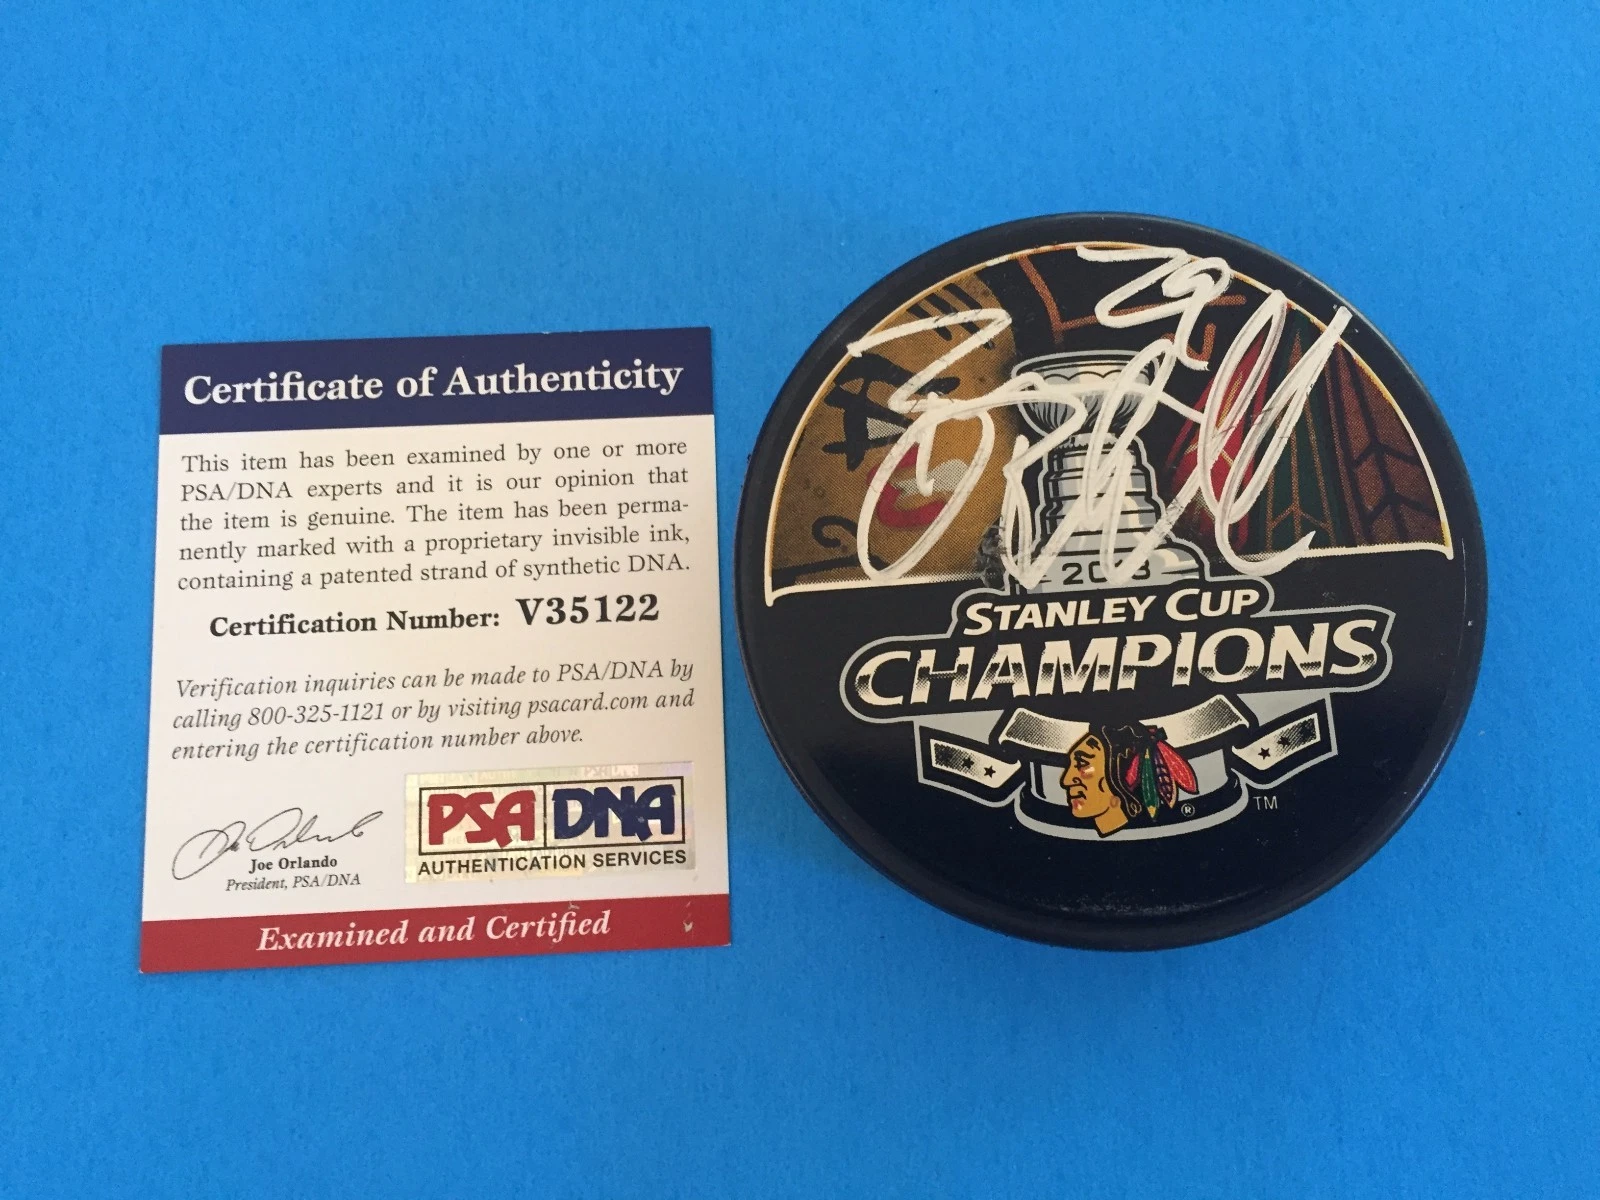 Certificate of Authenticity
This item has been examined by one or more
PSA/DNA experts and it is our opinion that
the item is genuine. The item has been perma-
nently marked with a proprietary invisible ink,
containing a patented strand of synthetic DNA.
Certification Number: V35122
Verification inquiries can be made to PSA/DNA by
calling 800-325-1121 or by visiting psacard.com and
entering the certification number above.
Joe Orlando
President, PSA/DNA
PSA DNA
AUTHENTICATION SERVICES
Examined and Certified
29
2013
STANLEY CUP
CHAMPIONS
® TM